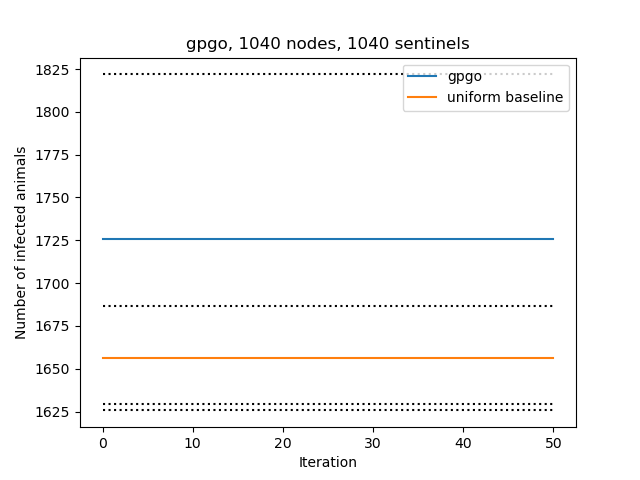 gpgo, 1040 nodes, 1040 sentinels
gpgo
uniform baseline
Number of infected animals
1825
1800
1775
1750
1725
1700
1675
1650
1625
0 10 20 30 40 50
Iteration